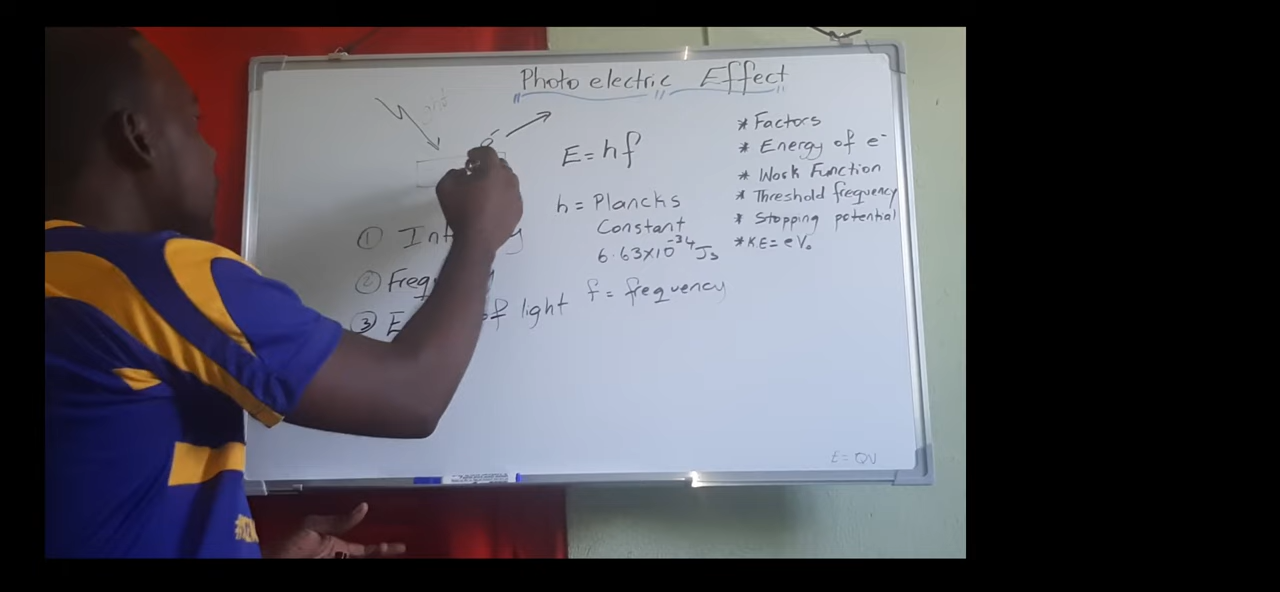 Photo electric Effect
e-
E = hf
h = Plancks
Constant
6.63x10^-34 Js
f = frequency
① Int
② Freq
③ E of light
* Factors
* Energy of e-
* Work Function
* Threshold frequency
* Stopping potential
* KE = eV₀
E = QV